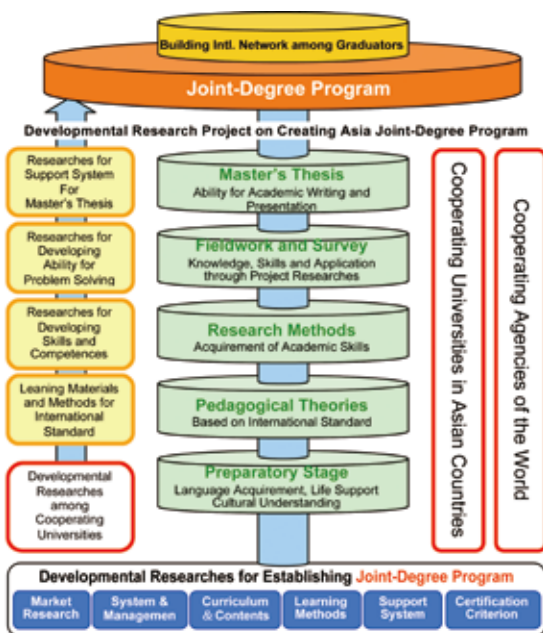 Building Intl. Network among Graduators
Joint-Degree Program
Developmental Research Project on Creating Asia Joint-Degree Program
Researches for
Support System
For
Master's Thesis
Researches for
Developing
Ability for
Problem Solving
Researches for
Developing
Skills and
Competences
Leaning Materials
and Methods for
International
Standard
Developmental
Researches
among
Cooperating
Universities
Master's Thesis
Ability for Academic Writing and
Presentation
Fieldwork and Survey
Knowledge, Skills and Application
through Project Researches
Research Methods
Acquirement of Academic Skills
Pedagogical Theories
Based on International Standard
Preparatory Stage
Language Acquirement, Life Support
Cultural Understanding
Cooperating Universities in Asian Countries
Cooperating Agencies of the World
Developmental Researches for Establishing Joint-Degree Program
Market
Research
System &
Managemen
Curriculum
& Contents
Learning
Methods
Support
System
Certification
Criterion